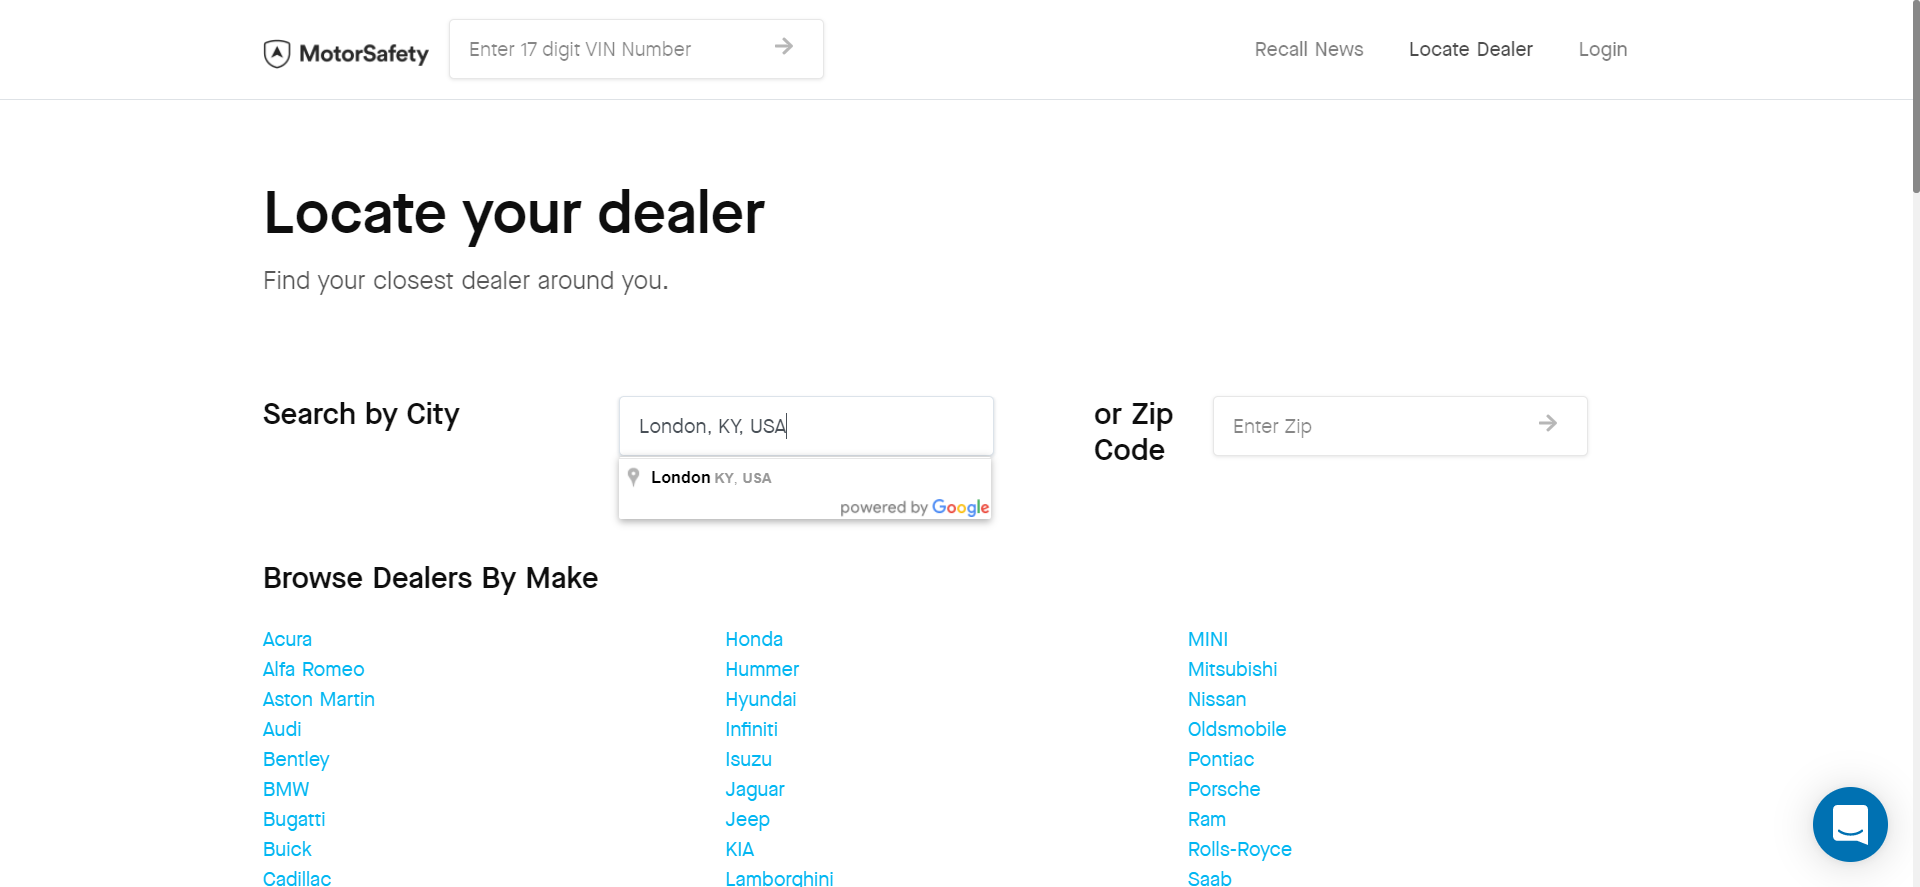 MotorSafety
Enter 17 digit VIN Number
Recall News
Locate Dealer
Login
Locate your dealer
Find your closest dealer around you.
Search by City
London, KY, USA
London KY, USA
powered by Google
or Zip
Code
Enter Zip
Browse Dealers By Make
Acura
Alfa Romeo
Aston Martin
Audi
Bentley
BMW
Bugatti
Buick
Cadillac
Honda
Hummer
Hyundai
Infiniti
Isuzu
Jaguar
Jeep
KIA
Lamborghini
MINI
Mitsubishi
Nissan
Oldsmobile
Pontiac
Porsche
Ram
Rolls-Royce
Saab